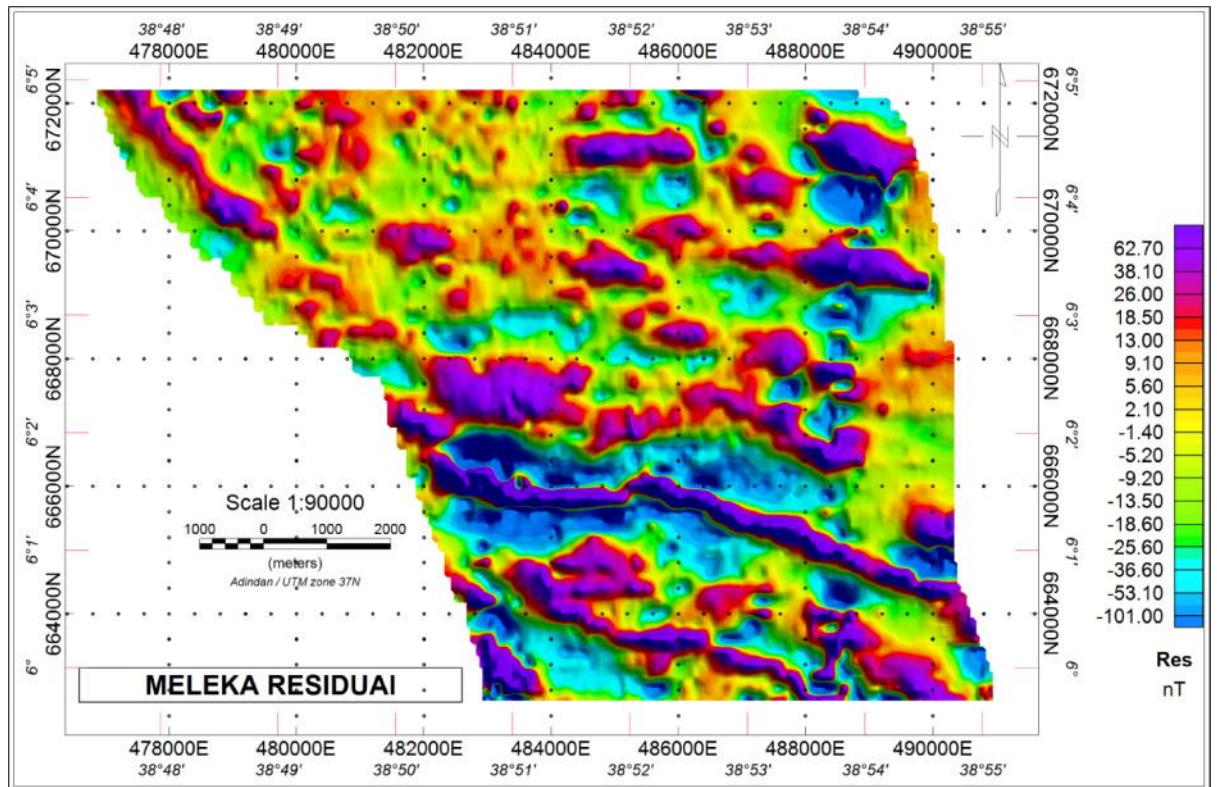 38°48' 38°49' 38°50' 38°51' 38°52' 38°53' 38°54' 38°55'
478000E 480000E 482000E 484000E 486000E 488000E 490000E
6°5' 672000N 672000N 6°5'
N
6°4' 670000N 670000N 6°4'
6°3' 668000N 668000N 6°3'
6°2' 666000N 666000N 6°2'
6°1' 664000N 664000N 6°1'
6° 6°
62.70
38.10
26.00
18.50
13.00
9.10
5.60
2.10
-1.40
-5.20
-9.20
-13.50
-18.60
-25.60
-36.60
-53.10
-101.00
Res
nT
Scale 1:90000
1000 0 1000 2000
(meters)
Adindan / UTM zone 37N
MELEKA RESIDUAI
478000E 480000E 482000E 484000E 486000E 488000E 490000E
38°48' 38°49' 38°50' 38°51' 38°52' 38°53' 38°54' 38°55'